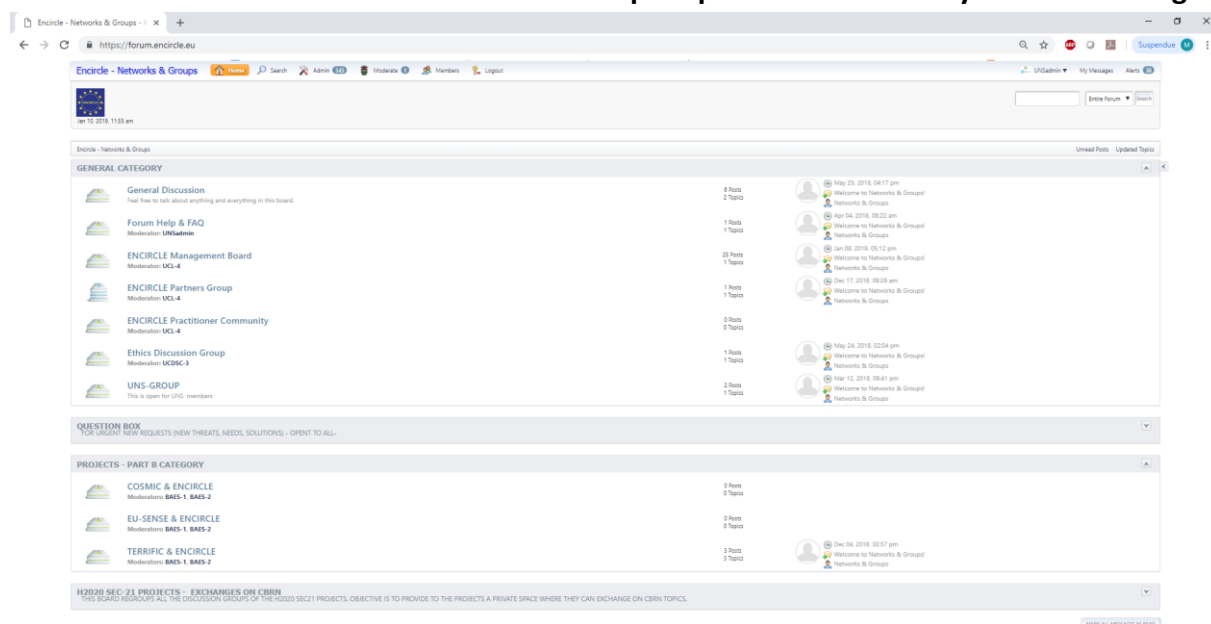 Encircle - Networks & Groups -
https://forum.encircle.eu
Suspendue M
Encircle - Networks & Groups Home Search Admin Moderate Members Logout UNSadmin ▼ My Messages Alerts
Jan 10, 2019, 11:55 am
Entire Forum ▼ Search
Encircle - Networks & Groups Unread Posts Updated Topics
GENERAL CATEGORY
General Discussion
Feel free to talk about anything and everything in this board.
6 Posts
2 Topics
May 23, 2018, 04:17 pm
Welcome to Networks & Groups!
Networks & Groups
Forum Help & FAQ
Moderator: UNSadmin
1 Posts
1 Topics
Apr 04, 2018, 08:22 am
Welcome to Networks & Groups!
Networks & Groups
ENCIRCLE Management Board
Moderator: UCL-4
25 Posts
1 Topics
Jan 08, 2018, 05:12 pm
Welcome to Networks & Groups!
Networks & Groups
ENCIRCLE Partners Group
Moderator: UCL-4
1 Posts
1 Topics
Dec 17, 2018, 08:26 am
Welcome to Networks & Groups!
Networks & Groups
ENCIRCLE Practitioner Community
Moderator: UCL-4
0 Posts
0 Topics
Ethics Discussion Group
Moderator: UCDSC-3
1 Posts
1 Topics
May 24, 2018, 02:04 pm
Welcome to Networks & Groups!
Networks & Groups
UNS-GROUP
This is open for UNS members
2 Posts
1 Topics
Mar 12, 2018, 09:41 pm
Welcome to Networks & Groups!
Networks & Groups
QUESTION BOX
FOR URGENT NEW REQUESTS (NEW THREATS, NEEDS, SOLUTIONS) - OPENT TO ALL-
PROJECTS - PART B CATEGORY
COSMIC & ENCIRCLE
Moderators: BAES-1, BAES-2
0 Posts
0 Topics
EU-SENSE & ENCIRCLE
Moderators: BAES-1, BAES-2
0 Posts
0 Topics
TERRIFIC & ENCIRCLE
Moderators: BAES-1, BAES-2
3 Posts
3 Topics
Dec 04, 2018, 02:57 pm
Welcome to Networks & Groups!
Networks & Groups
H2020 SEC-21 PROJECTS - EXCHANGES ON CBRN
THIS BOARD REGROUPS ALL THE DISCUSSION GROUPS OF THE H2020 SEC21 PROJECTS. OBJECTIVE IS TO PROVIDE TO THE PROJECTS A PRIVATE SPACE WHERE THEY CAN EXCHANGE ON CBRN TOPICS.